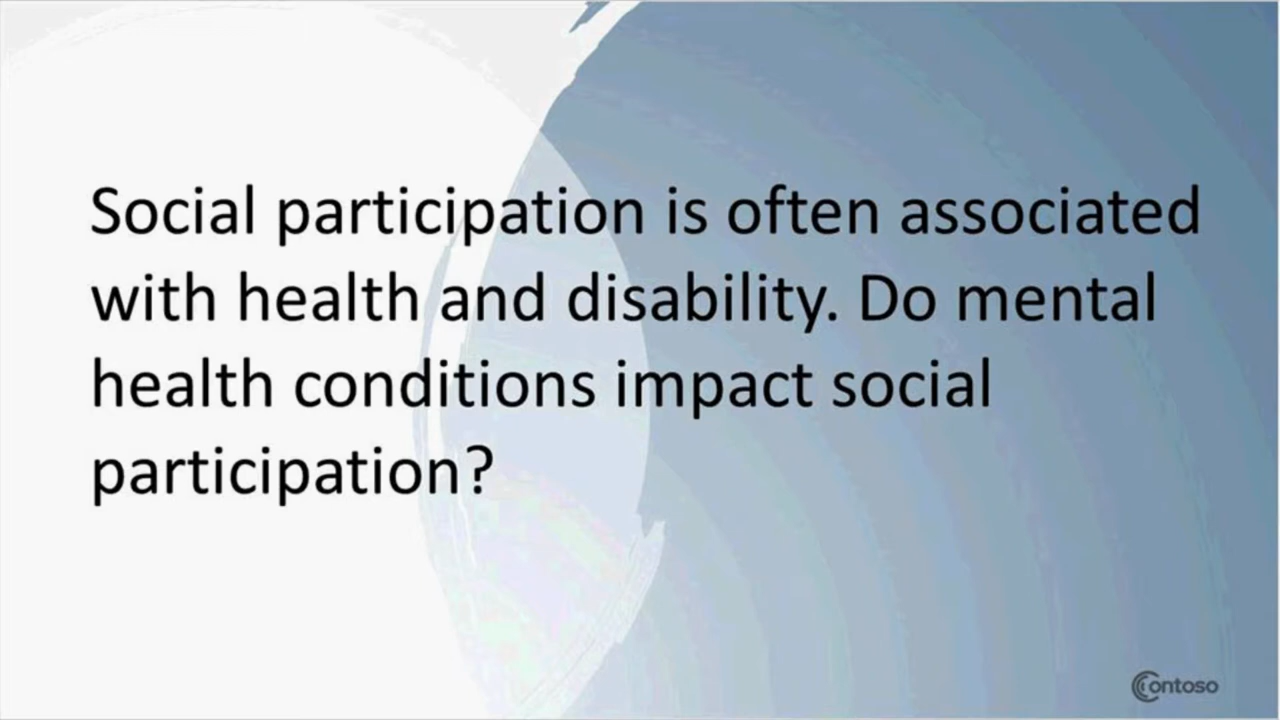 Social participation is often associated
with health and disability. Do mental
health conditions impact social
participation?
Contoso